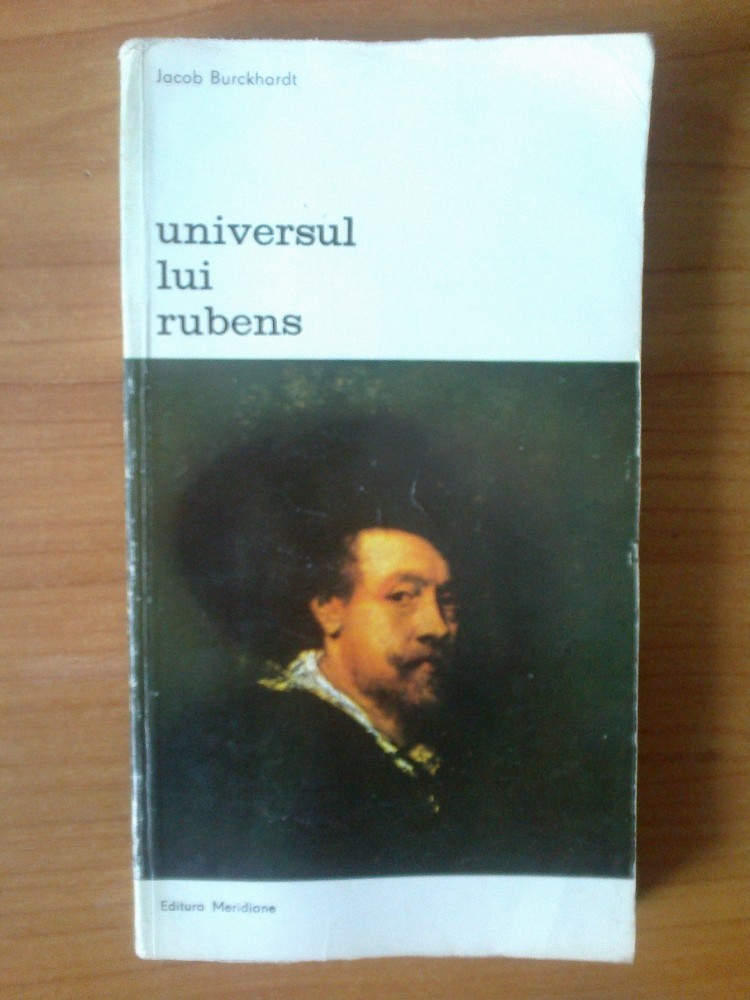 Jacob Burckhardt
universul
lui
rubens
Editura Meridiane